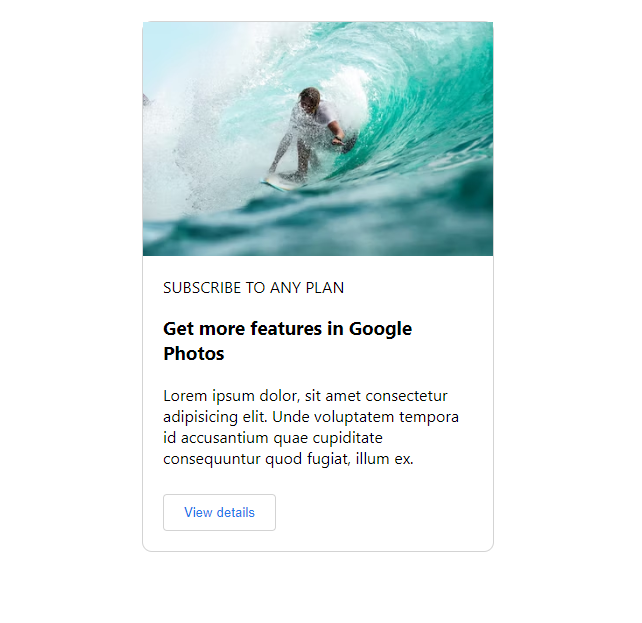 SUBSCRIBE TO ANY PLAN
Get more features in Google
Photos
Lorem ipsum dolor, sit amet consectetur
adipisicing elit. Unde voluptatem tempora
id accusantium quae cupiditate
consequuntur quod fugiat, illum ex.
View details